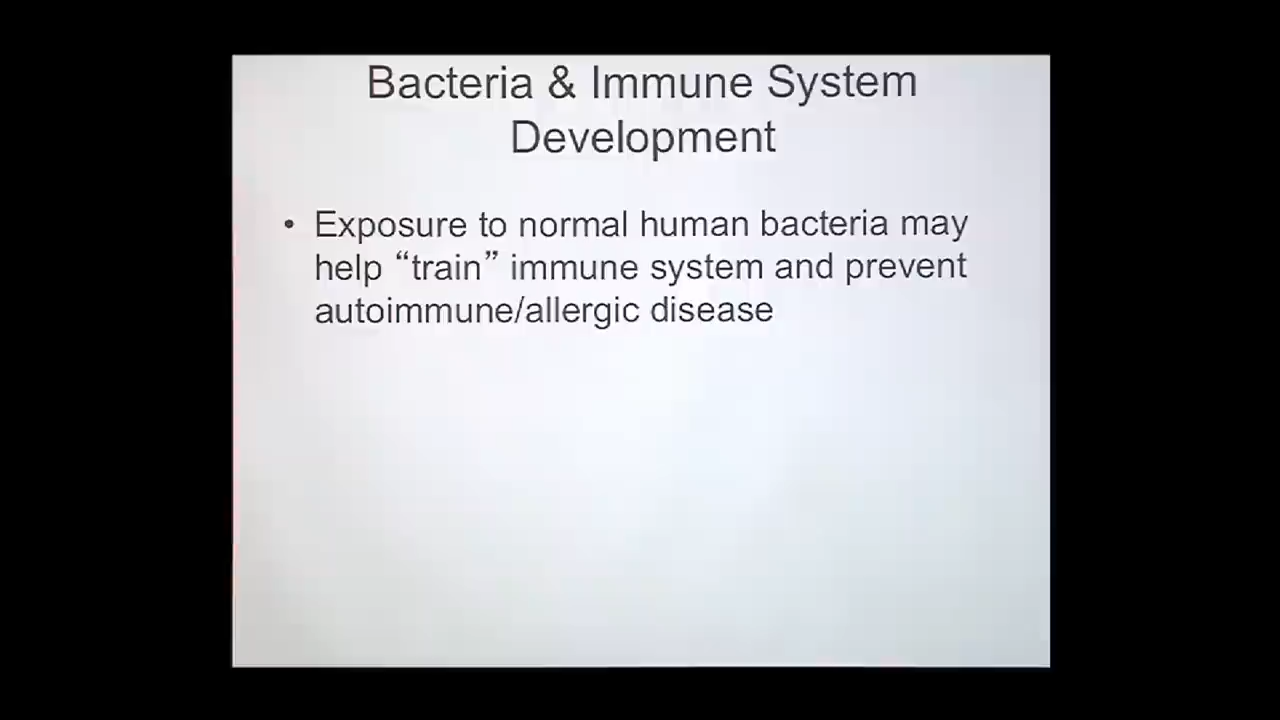 Bacteria & Immune System
Development
• Exposure to normal human bacteria may
help “train” immune system and prevent
autoimmune/allergic disease